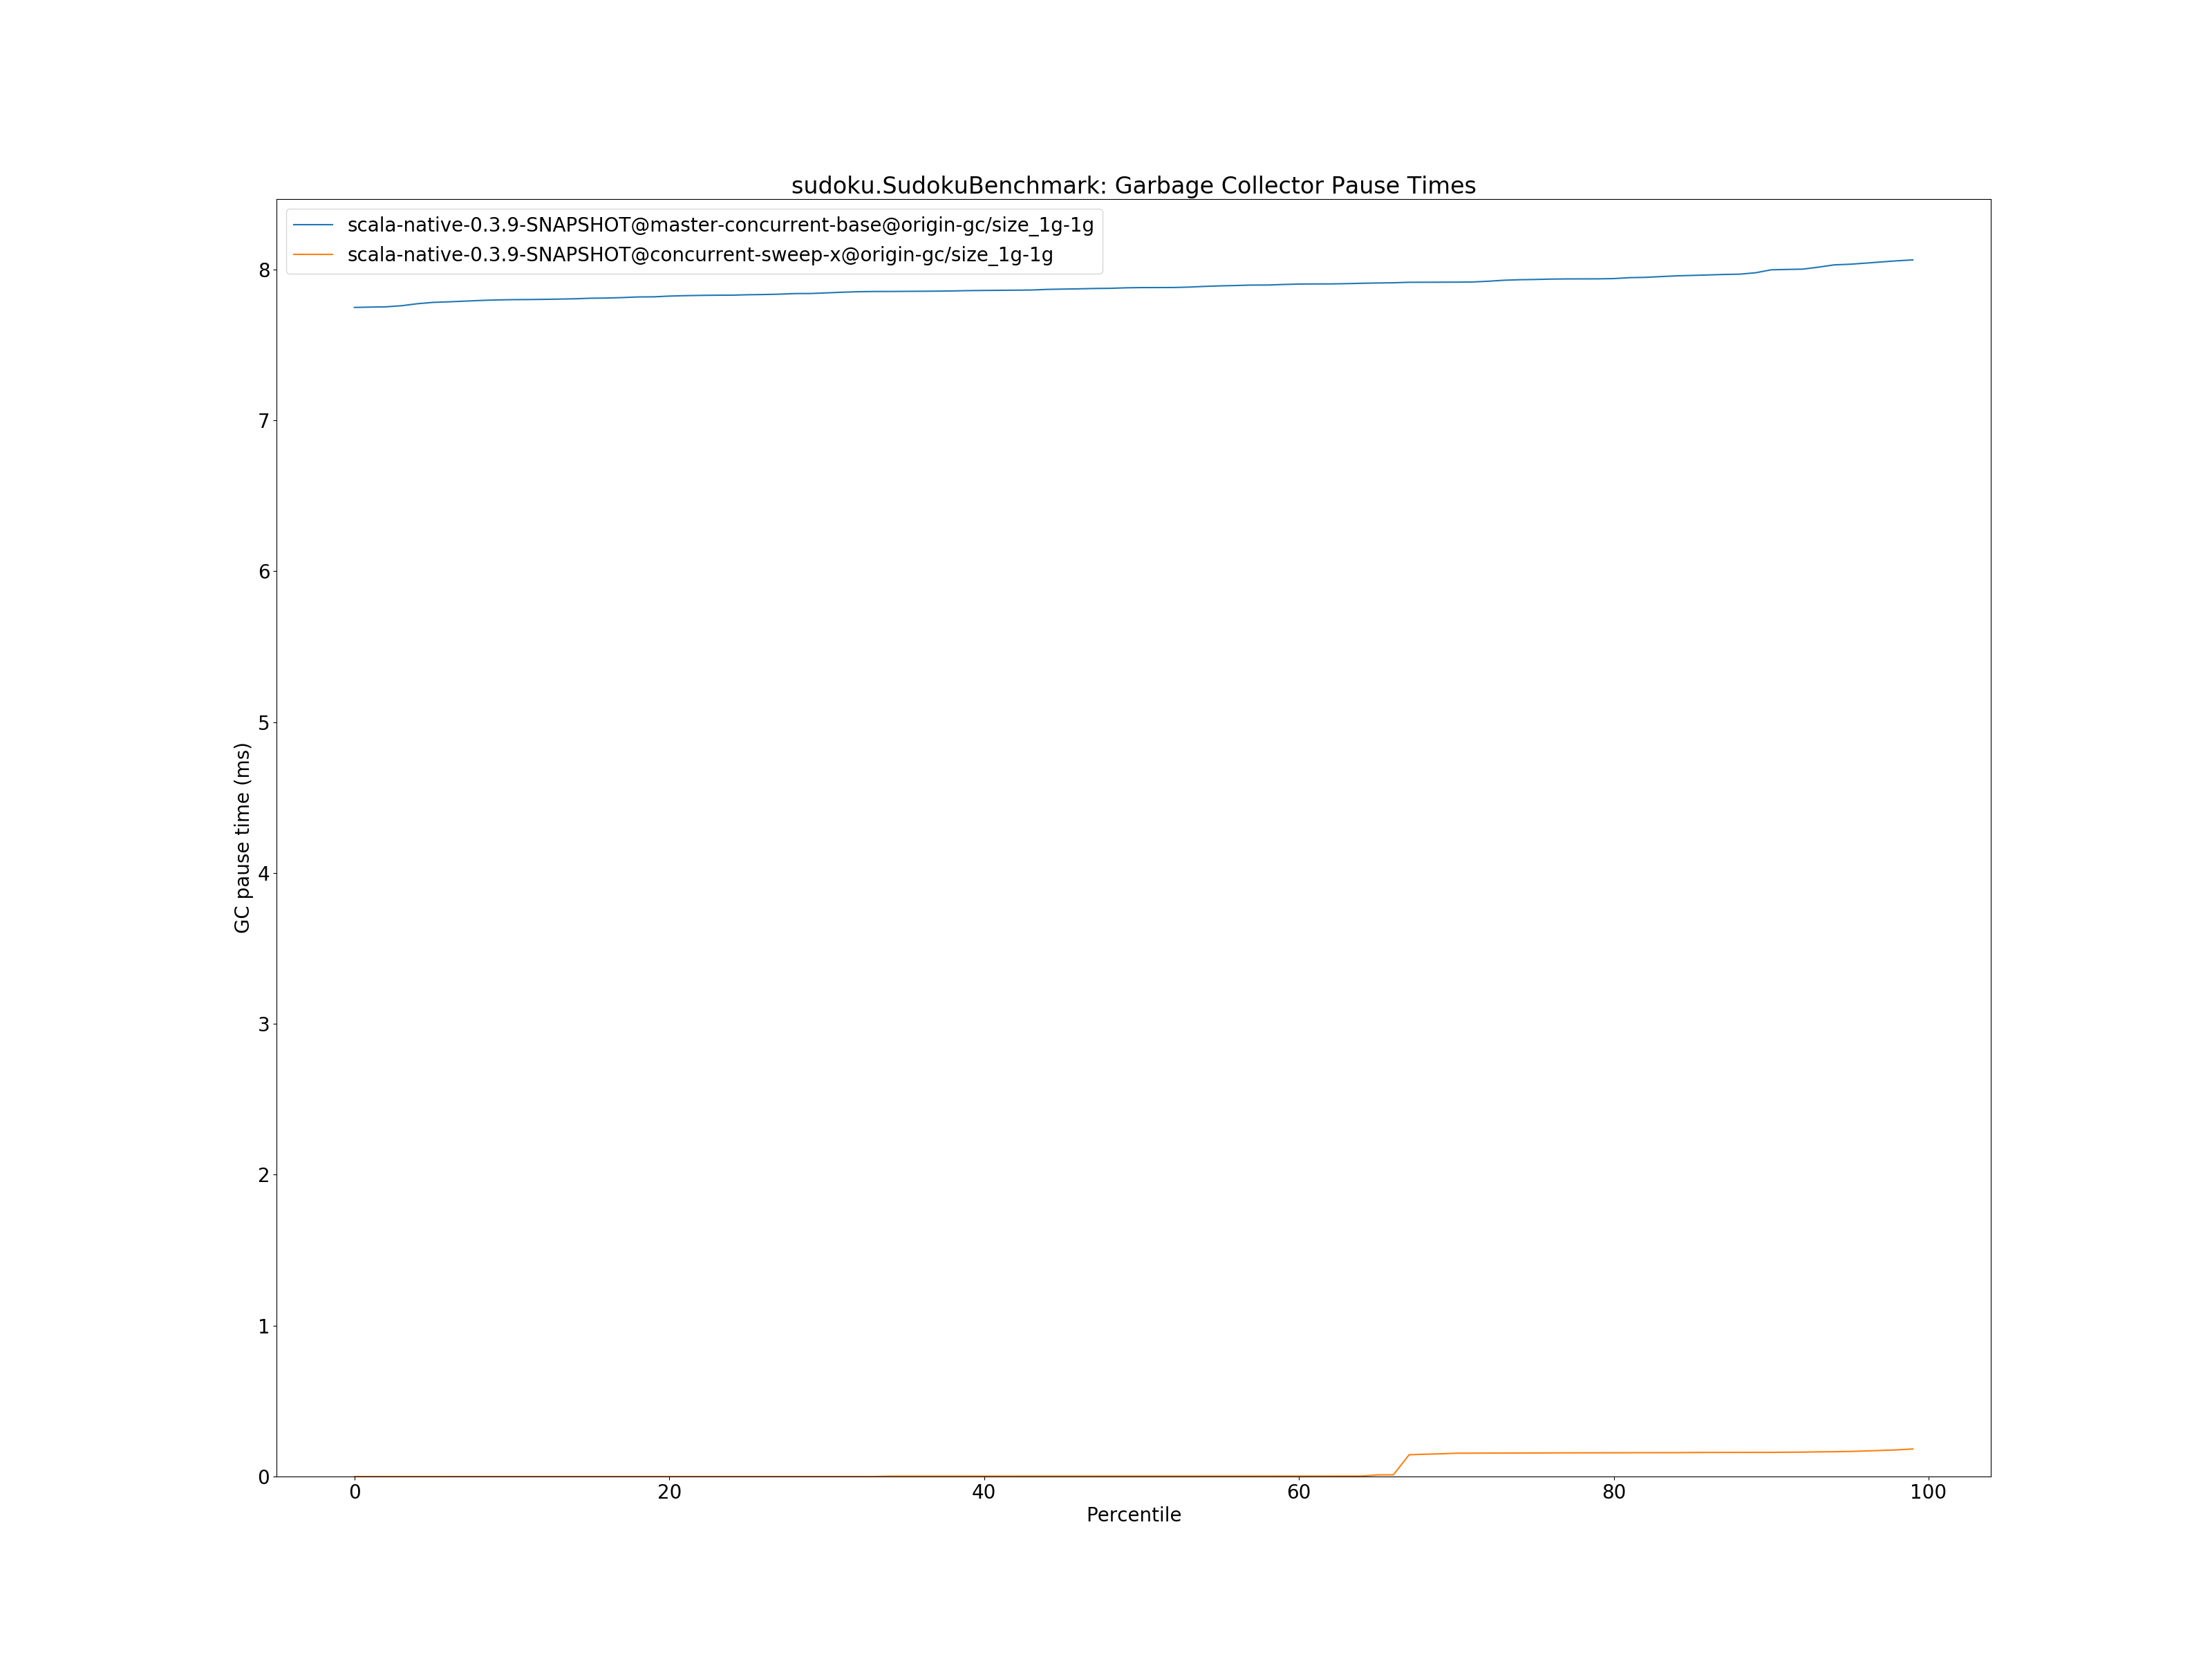 sudoku.SudokuBenchmark: Garbage Collector Pause Times
scala-native-0.3.9-SNAPSHOT@master-concurrent-base@origin-gc/size_1g-1g
scala-native-0.3.9-SNAPSHOT@concurrent-sweep-x@origin-gc/size_1g-1g
GC pause time (ms)
8
7
6
5
4
3
2
1
0
0 20 40 60 80 100
Percentile